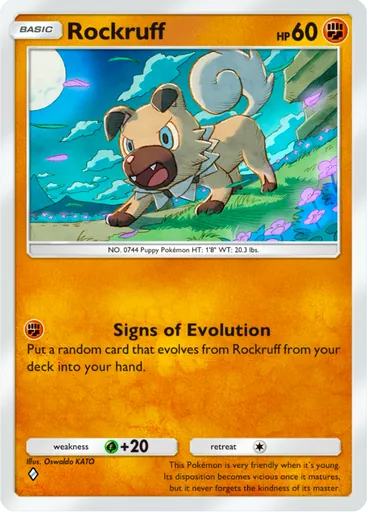 BASIC Rockruff HP 60
NO. 0744 Puppy Pokémon HT: 1'8" WT: 20.3 lbs.
Signs of Evolution
Put a random card that evolves from Rockruff from your
deck into your hand.
weakness +20 retreat
Illus. Oswaldo KATO
This Pokémon is very friendly when it's young.
Its disposition becomes vicious once it matures,
but it never forgets the kindness of its master.